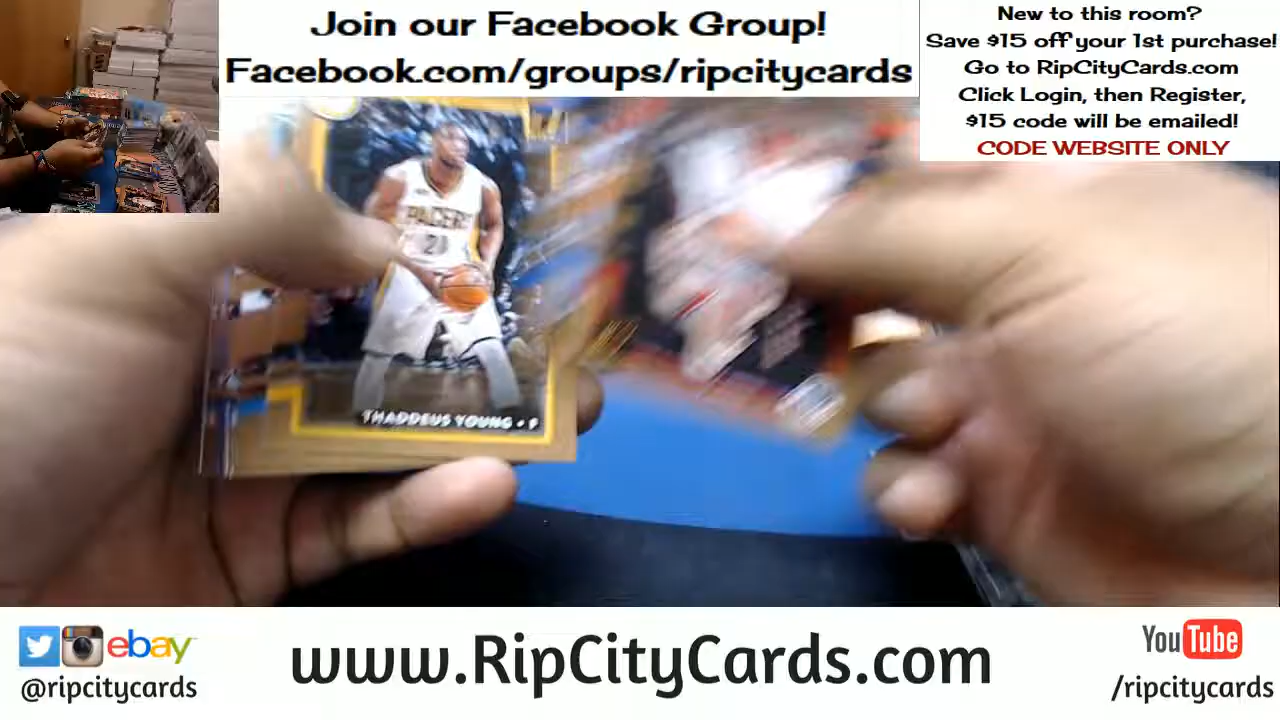 Join our Facebook Group!
Facebook.com/groups/ripcitycards
New to this room?
Save $15 off your 1st purchase!
Go to RipCityCards.com
Click Login, then Register,
$15 code will be emailed!
CODE WEBSITE ONLY
PACERS
21
THADDEUS YOUNG • F
ebay
@ripcitycards
www.RipCityCards.com
YouTube
/ripcitycards